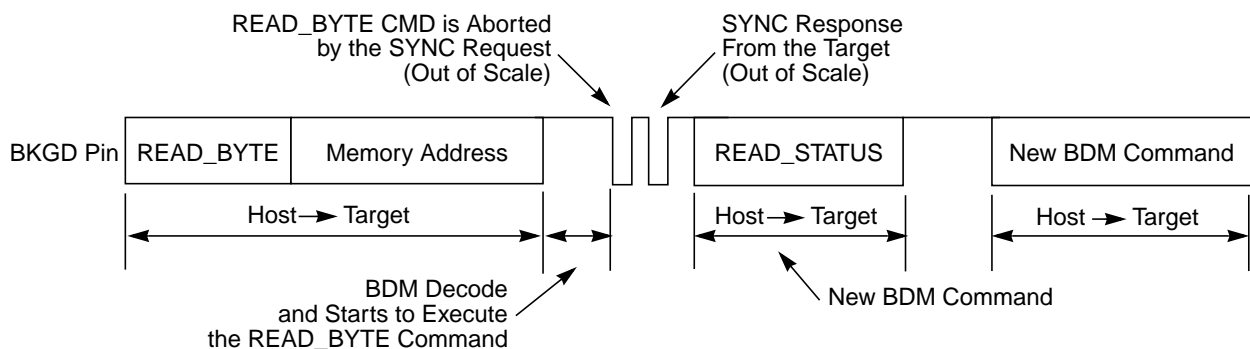 READ_BYTE CMD is Aborted
by the SYNC Request
(Out of Scale)
SYNC Response
From the Target
(Out of Scale)
BKGD Pin
READ_BYTE
Memory Address
READ_STATUS
New BDM Command
Host → Target
Host → Target
Host → Target
BDM Decode
and Starts to Execute
the READ_BYTE Command
New BDM Command